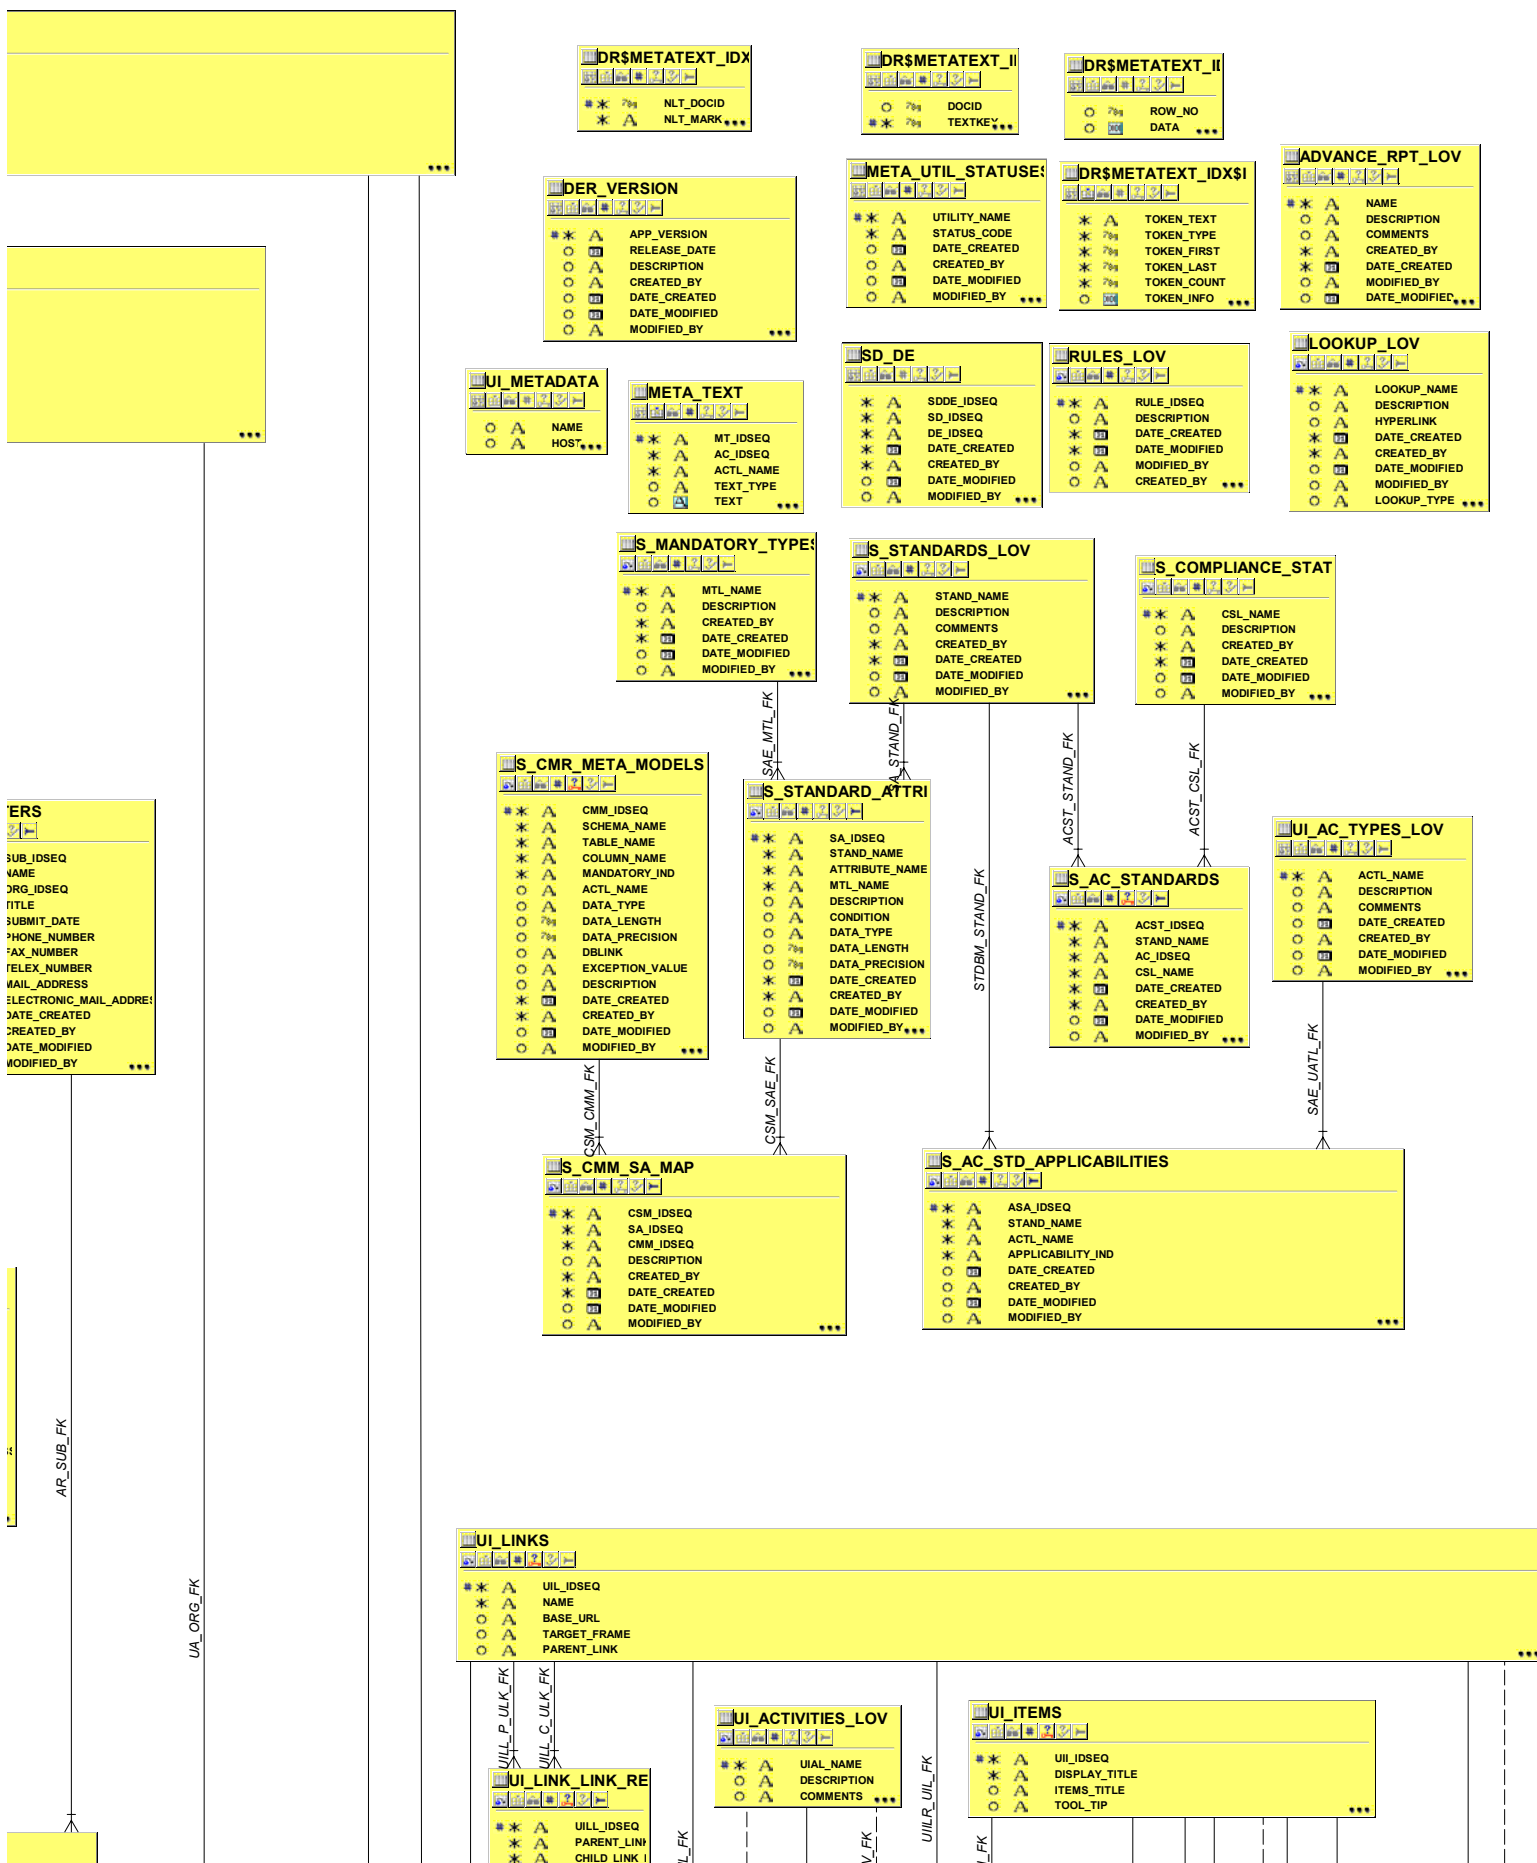 DR$METATEXT_IDX
NLT_DOCID
NLT_MARK
DR$METATEXT_I
DOCID
TEXTKEY
DR$METATEXT_I
ROW_NO
DATA
ADVANCE_RPT_LOV
NAME
DESCRIPTION
COMMENTS
CREATED_BY
DATE_CREATED
MODIFIED_BY
DATE_MODIFIED
DER_VERSION
APP_VERSION
RELEASE_DATE
DESCRIPTION
CREATED_BY
DATE_CREATED
DATE_MODIFIED
MODIFIED_BY
META_UTIL_STATUSES
UTILITY_NAME
STATUS_CODE
DATE_CREATED
CREATED_BY
DATE_MODIFIED
MODIFIED_BY
DR$METATEXT_IDX$I
TOKEN_TEXT
TOKEN_TYPE
TOKEN_FIRST
TOKEN_LAST
TOKEN_COUNT
TOKEN_INFO
UI_METADATA
NAME
HOST
META_TEXT
MT_IDSEQ
AC_IDSEQ
ACTL_NAME
TEXT_TYPE
TEXT
SD_DE
SDDE_IDSEQ
SD_IDSEQ
DE_IDSEQ
DATE_CREATED
CREATED_BY
DATE_MODIFIED
MODIFIED_BY
RULES_LOV
RULE_IDSEQ
DESCRIPTION
DATE_CREATED
DATE_MODIFIED
MODIFIED_BY
CREATED_BY
LOOKUP_LOV
LOOKUP_NAME
DESCRIPTION
HYPERLINK
DATE_CREATED
CREATED_BY
DATE_MODIFIED
MODIFIED_BY
LOOKUP_TYPE
S_MANDATORY_TYPES
MTL_NAME
DESCRIPTION
CREATED_BY
DATE_CREATED
DATE_MODIFIED
MODIFIED_BY
S_STANDARDS_LOV
STAND_NAME
DESCRIPTION
COMMENTS
CREATED_BY
DATE_CREATED
DATE_MODIFIED
MODIFIED_BY
S_COMPLIANCE_STAT
CSL_NAME
DESCRIPTION
CREATED_BY
DATE_CREATED
DATE_MODIFIED
MODIFIED_BY
SAE_MTL_FK
SA_STAND_FK
ACST_STAND_FK
ACST_CSL_FK
STDBM_STAND_FK
S_CMR_META_MODELS
CMM_IDSEQ
SCHEMA_NAME
TABLE_NAME
COLUMN_NAME
MANDATORY_IND
ACTL_NAME
DATA_TYPE
DATA_LENGTH
DATA_PRECISION
DBLINK
EXCEPTION_VALUE
DESCRIPTION
DATE_CREATED
CREATED_BY
DATE_MODIFIED
MODIFIED_BY
S_STANDARD_ATTRI
SA_IDSEQ
STAND_NAME
ATTRIBUTE_NAME
MTL_NAME
DESCRIPTION
CONDITION
DATA_TYPE
DATA_LENGTH
DATA_PRECISION
DATE_CREATED
CREATED_BY
DATE_MODIFIED
MODIFIED_BY
S_AC_STANDARDS
ACST_IDSEQ
STAND_NAME
AC_IDSEQ
CSL_NAME
DATE_CREATED
CREATED_BY
DATE_MODIFIED
MODIFIED_BY
UI_AC_TYPES_LOV
ACTL_NAME
DESCRIPTION
COMMENTS
DATE_CREATED
CREATED_BY
DATE_MODIFIED
MODIFIED_BY
TERS
SUB_IDSEQ
NAME
ORG_IDSEQ
TITLE
SUBMIT_DATE
PHONE_NUMBER
FAX_NUMBER
TELEX_NUMBER
MAIL_ADDRESS
ELECTRONIC_MAIL_ADDRES
DATE_CREATED
CREATED_BY
DATE_MODIFIED
MODIFIED_BY
CSM_CMM_FK
CSM_SAE_FK
SAE_UATL_FK
S_CMM_SA_MAP
CSM_IDSEQ
SA_IDSEQ
CMM_IDSEQ
DESCRIPTION
CREATED_BY
DATE_CREATED
DATE_MODIFIED
MODIFIED_BY
S_AC_STD_APPLICABILITIES
ASA_IDSEQ
STAND_NAME
ACTL_NAME
APPLICABILITY_IND
DATE_CREATED
CREATED_BY
DATE_MODIFIED
MODIFIED_BY
AR_SUB_FK
UA_ORG_FK
UI_LINKS
UIL_IDSEQ
NAME
BASE_URL
TARGET_FRAME
PARENT_LINK
UILL_P_ULK_FK
UILL_C_ULK_FK
UI_LINK_LINK_RE
UILL_IDSEQ
PARENT_LINK
CHILD_LINK_
UI_ACTIVITIES_LOV
UIAL_NAME
DESCRIPTION
COMMENTS
UI_ITEMS
UII_IDSEQ
DISPLAY_TITLE
ITEMS_TITLE
TOOL_TIP
L_FK
V_FK
UIILR_UIL_FK
_FK